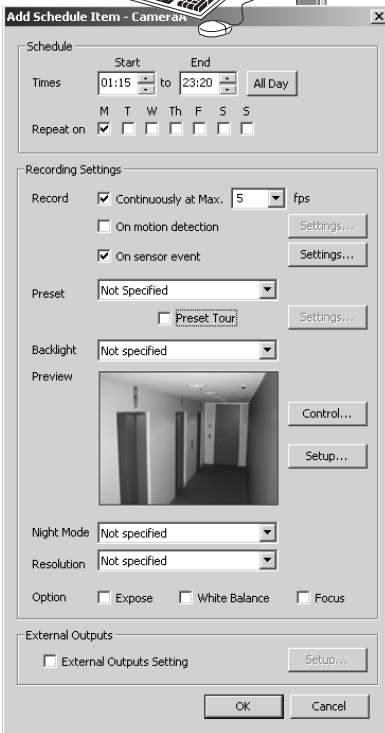 Add Schedule Item - CameraA
Schedule
Start End
Times 01:15 to 23:20 All Day
M T W Th F S S
Repeat on
Recording Settings
Record Continuously at Max. 5 fps
On motion detection Settings...
On sensor event Settings...
Preset Not Specified
Preset Tour Settings...
Backlight Not specified
Preview
Control...
Setup...
Night Mode Not specified
Resolution Not specified
Option Expose White Balance Focus
External Outputs
External Outputs Setting Setup...
OK Cancel